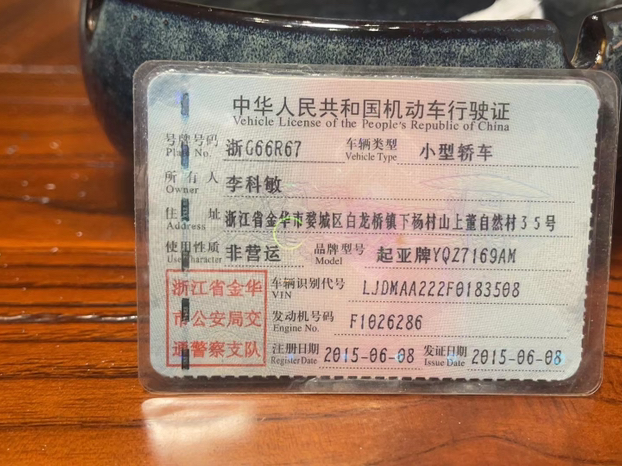 中华人民共和国机动车行驶证
Vehicle License of the People's Republic of China
号牌号码 浙G66R67 车辆类型 小型轿车
Plate No. Vehicle Type
所有人 李科敏
Owner
住址 浙江省金华市婺城区白龙桥镇下杨村山上董自然村35号
Address
使用性质 非营运 品牌型号 起亚牌YQZ7169AM
Use Character Model
浙江省金华
市公安局交
通警察支队
车辆识别代号 LJDMAA222F0183508
VIN
发动机号码 F1026286
Engine No.
注册日期 2015-06-08 发证日期 2015-06-08
Register Date Issue Date